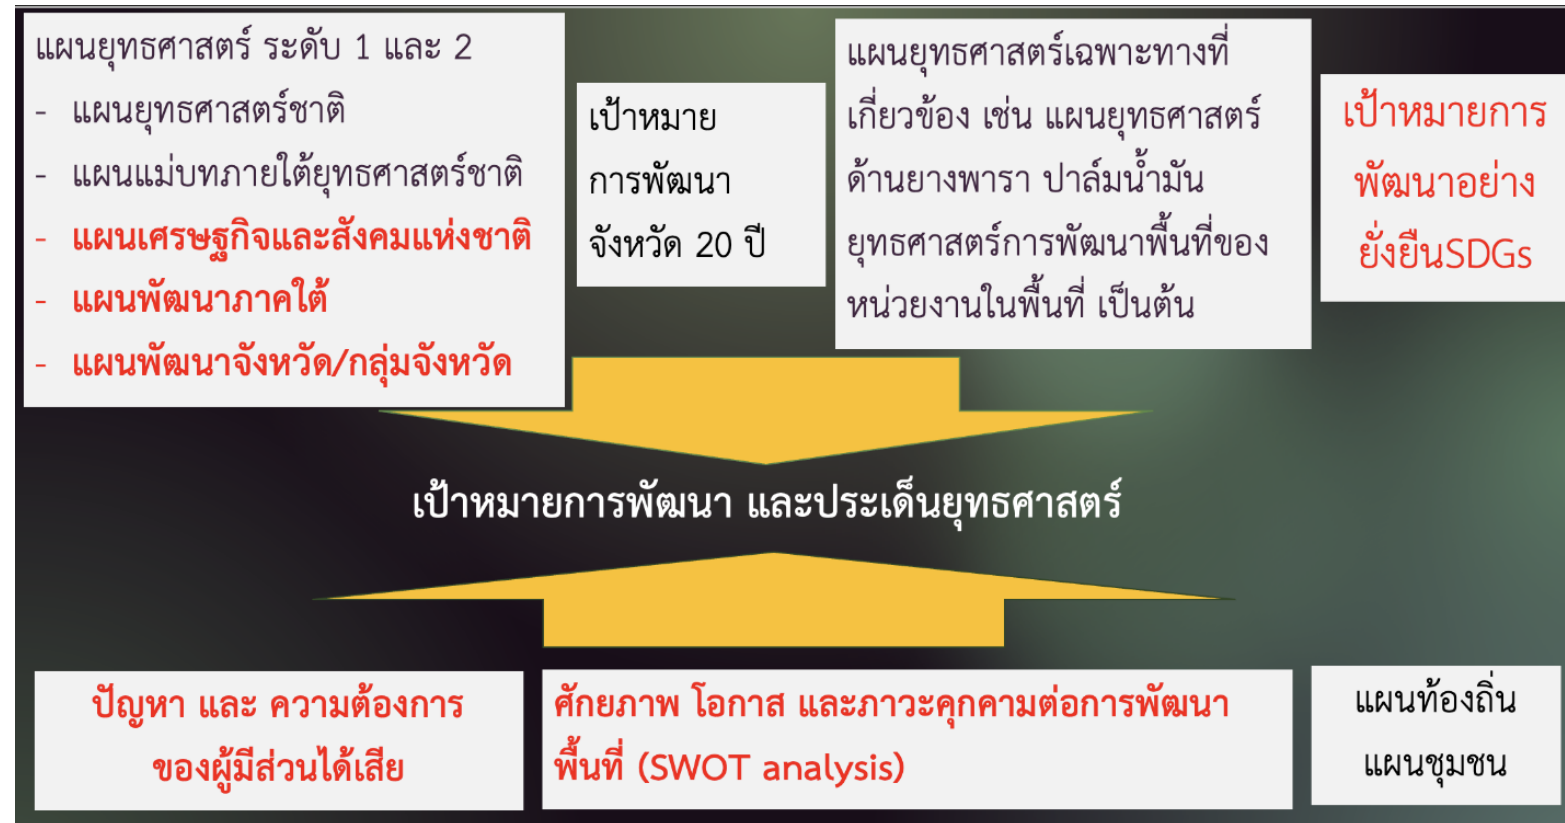 แผนยุทธศาสตร์ ระดับ 1 และ 2
- แผนยุทธศาสตร์ชาติ
- แผนแม่บทภายใต้ยุทธศาสตร์ชาติ
- แผนเศรษฐกิจและสังคมแห่งชาติ
- แผนพัฒนาภาคใต้
- แผนพัฒนาจังหวัด/กลุ่มจังหวัด
เป้าหมาย
การพัฒนา
จังหวัด 20 ปี
แผนยุทธศาสตร์เฉพาะทางที่
เกี่ยวข้อง เช่น แผนยุทธศาสตร์
ด้านยางพารา ปาล์มน้ำมัน
ยุทธศาสตร์การพัฒนาพื้นที่ของ
หน่วยงานในพื้นที่ เป็นต้น
เป้าหมายการ
พัฒนาอย่าง
ยั่งยืนSDGs
เป้าหมายการพัฒนา และประเด็นยุทธศาสตร์
ปัญหา และ ความต้องการ
ของผู้มีส่วนได้เสีย
ศักยภาพ โอกาส และภาวะคุกคามต่อการพัฒนา
พื้นที่ (SWOT analysis)
แผนท้องถิ่น
แผนชุมชน